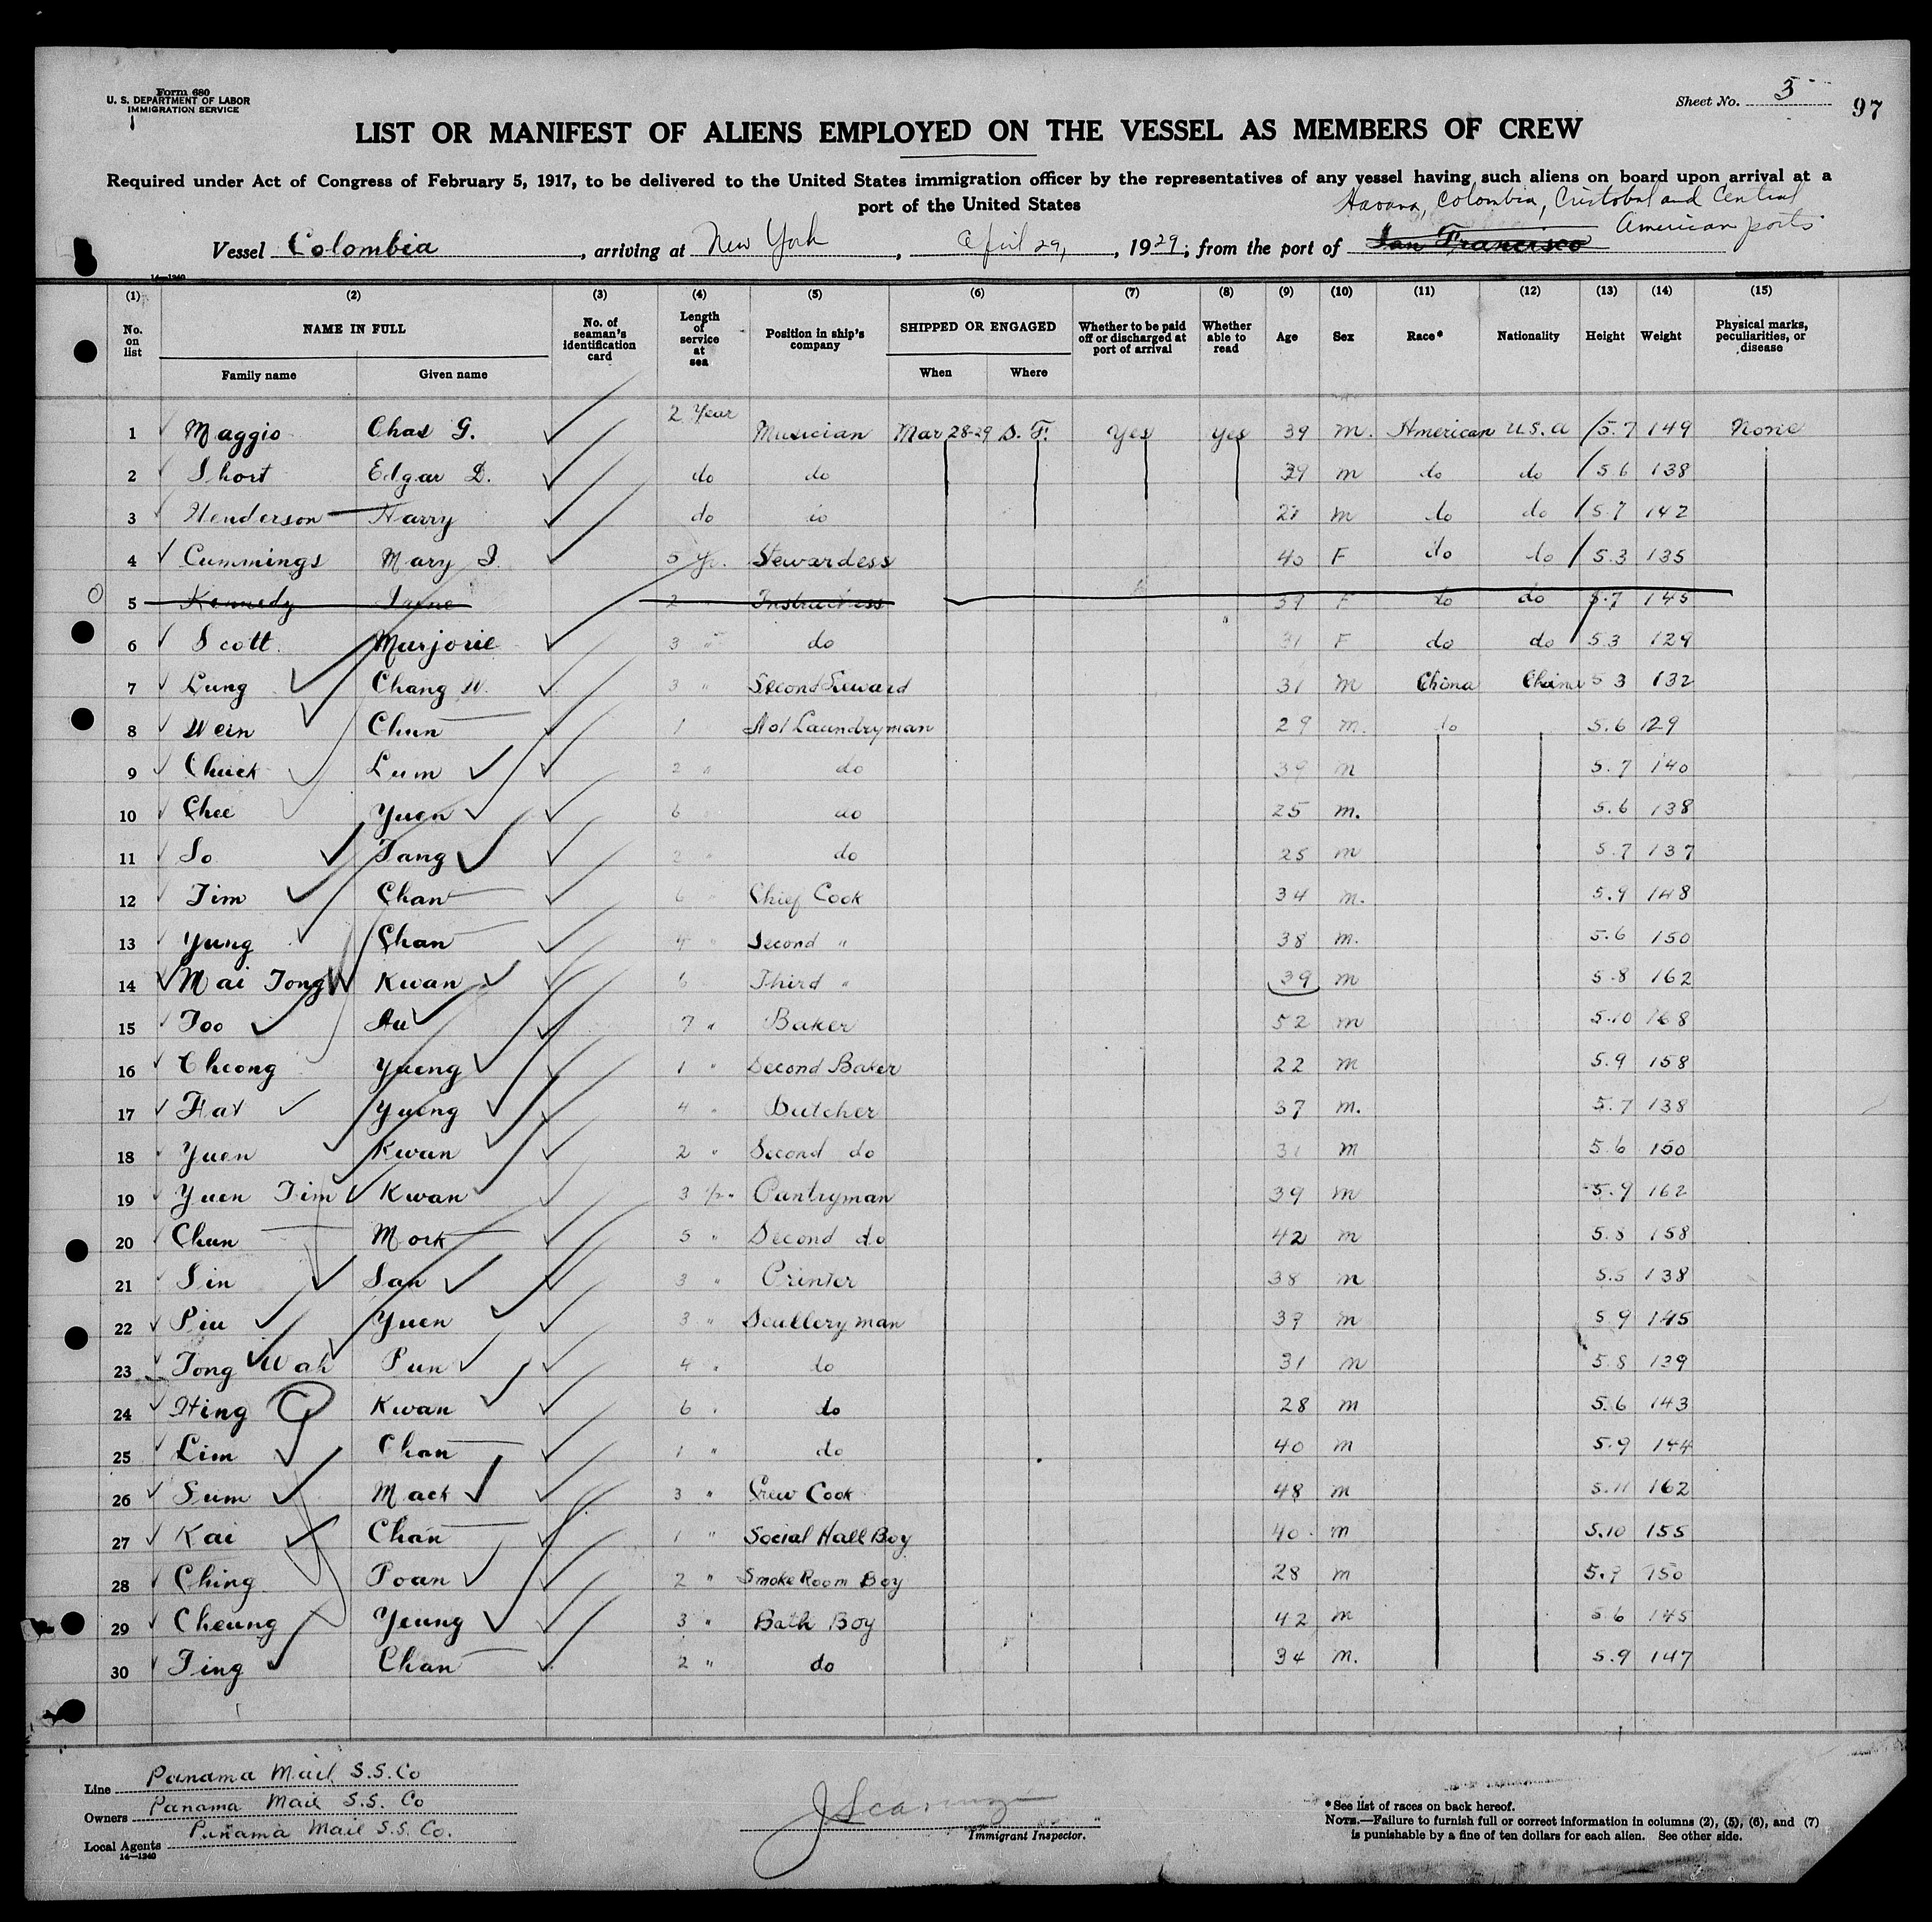 Form 680
U. S. DEPARTMENT OF LABOR
IMMIGRATION SERVICE
Sheet No. 5
97
LIST OR MANIFEST OF ALIENS EMPLOYED ON THE VESSEL AS MEMBERS OF CREW
Required under Act of Congress of February 5, 1917, to be delivered to the United States immigration officer by the representatives of any vessel having such aliens on board upon arrival at a
port of the United States
Havana, Colombia, Cristobal and Central
American ports
Vessel Colombia, arriving at New York, April 29, 1929; from the port of San Francisco
14—1240
(1) (2) (3) (4) (5) (6) (7) (8) (9) (10) (11) (12) (13) (14) (15)
No. on list NAME IN FULL No. of seaman's identification card Length of service at sea Position in ship's company SHIPPED OR ENGAGED Whether to be paid off or discharged at port of arrival Whether able to read Age Sex Race* Nationality Height Weight Physical marks, peculiarities, or disease
Family name Given name When Where
1 Maggio Chas G. 2 Year Musician Mar 28-29 S. F. Yes Yes 39 m. American U.S.A 5.7 149 None
2 Short Edgar D. do do 39 m do do 5 6 138
3 Henderson Harry do do m do do 5.7 142
4 Cummings Mary 5 yr. Stewardess 40 F do do 5.3 135
5 Kennedy Irene 2 Instructess F do do 5.7 145
6 Scott Marjorie 3 " do 31 F do do 5.3 129
7 Lung Chang W. 3 " Second Steward 31 m China China 5 3 132
8 Wein Chun 1 No1 Laundryman 29 m. do 5.6 129
9 Chuck Lum 2 " do 39 m 5.7 140
10 Chee Yuen 6 do 25 m. 5.6 138
11 So Tang 2 " do 25 m 5.7 137
12 Tim Chan 6 " Chief Cook 34 m. 5.9 148
13 Yung Chan 4 " Second " 38 m. 5.6 150
14 Mai Tong Kwan 6 Third " 39 m 5.8 162
15 Too Au 7 " Baker 52 m 5.10 168
16 Cheong Yueng 1 " Second Baker 22 m 5.9 158
17 Yueng 4 " Butcher 37 m. 5.7 138
18 Yuen Kwan 2 " Second do 31 m 5.6 150
19 Yuen Tim Kwan 3 1/2 " Pantryman 39 m 5.9 162
20 Chun Mork 5 " Second do 42 m 5.8 158
21 Sin San 3 " Printer 38 m 5.5 138
22 Piu Yuen 3 " Scullery man 39 m 5 9 145
23 Tong Wah Pun 4 " do 31 m 5.8 139
24 Hing Kwan 6 " do 28 m 5.6 143
25 Lim Chan 1 " do 40 m 5.9 144
26 Sum Mack 3 " Crew Cook 48 m 5.11 162
27 Kai Chan 1 " Social Hall Boy 40 m 5.10 155
28 Ching Poan 2 " Smoke Room Boy 28 m 5.9 150
29 Cheung Yeung 3 " Bath Boy 42 m 5 6 145
30 Ting Chan 2 " do 34 m. 5.9 147
Line Panama Mail S.S. Co
Owners Panama Mail S.S. Co
Local Agents Panama Mail S.S. Co.
14—1240
Immigrant Inspector.
*See list of races on back hereof.
NOTE.—Failure to furnish full or correct information in columns (2), (5), (6), and (7)
is punishable by a fine of ten dollars for each alien. See other side.